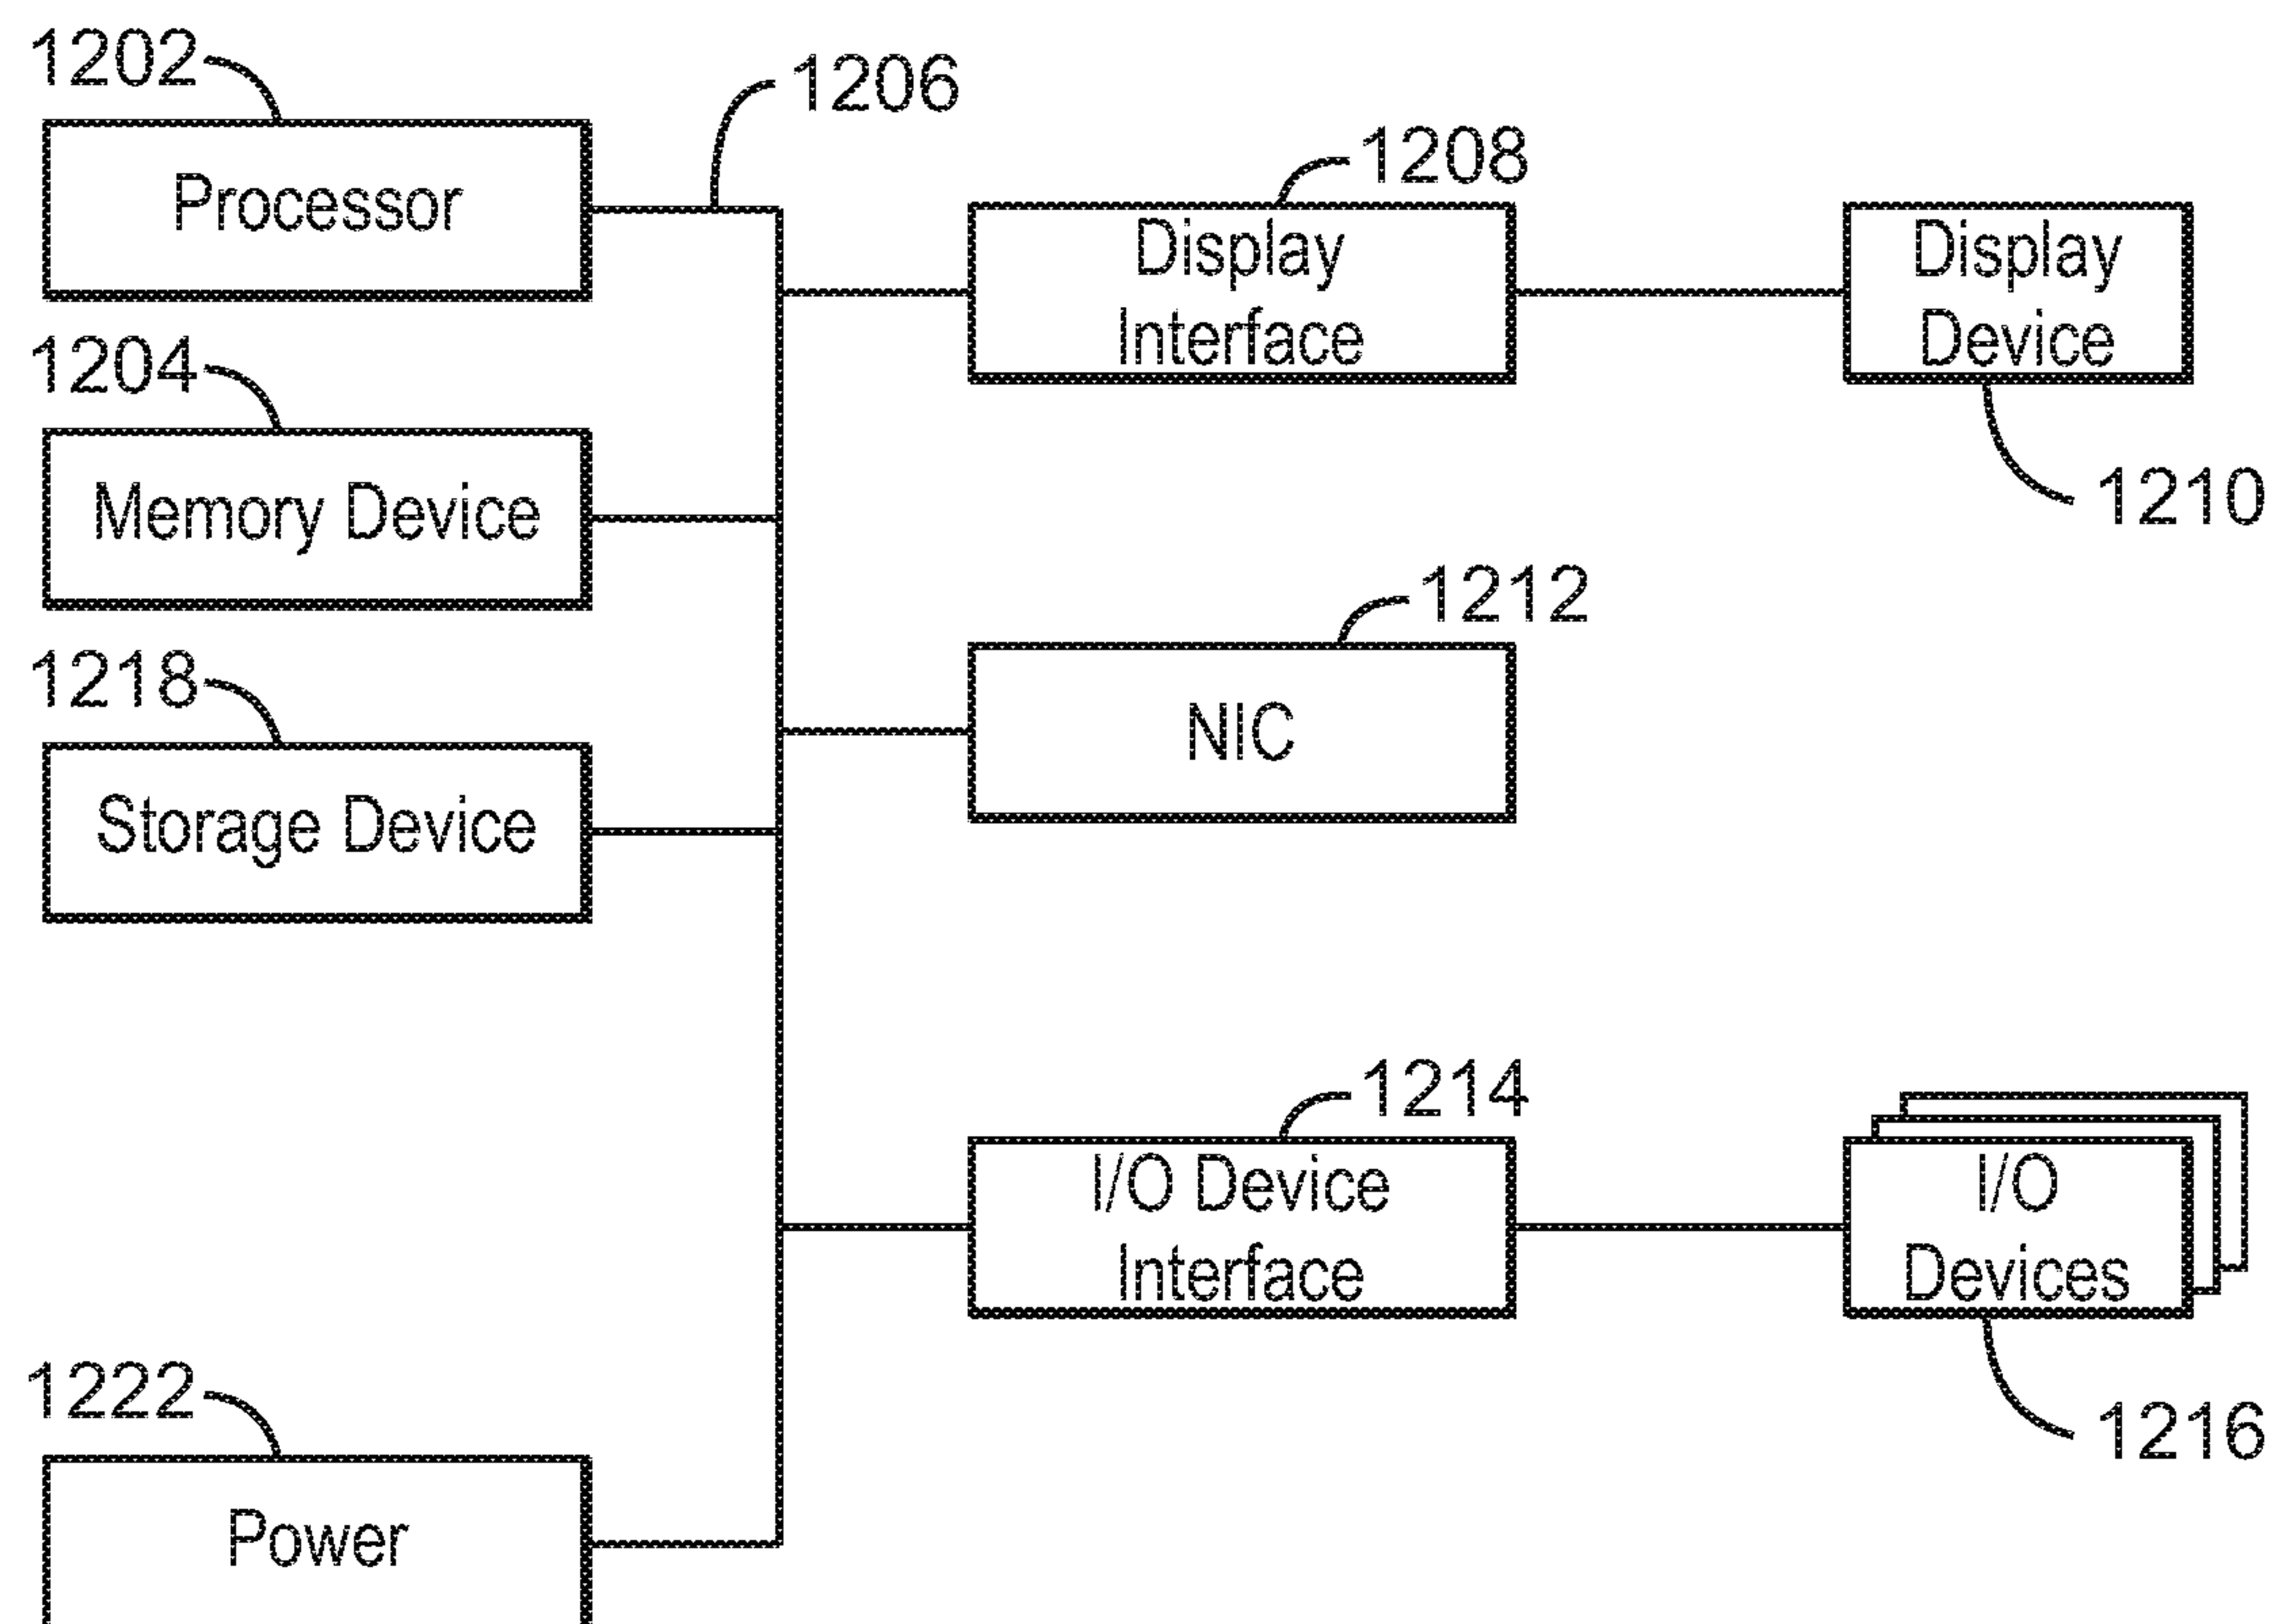 1202
1206
1208
Processor
Display
Interface
Display
Device
1204
1210
Memory Device
1212
1218
NIC
Storage Device
1214
I/O Device
Interface
I/O
Devices
1222
1216
Power